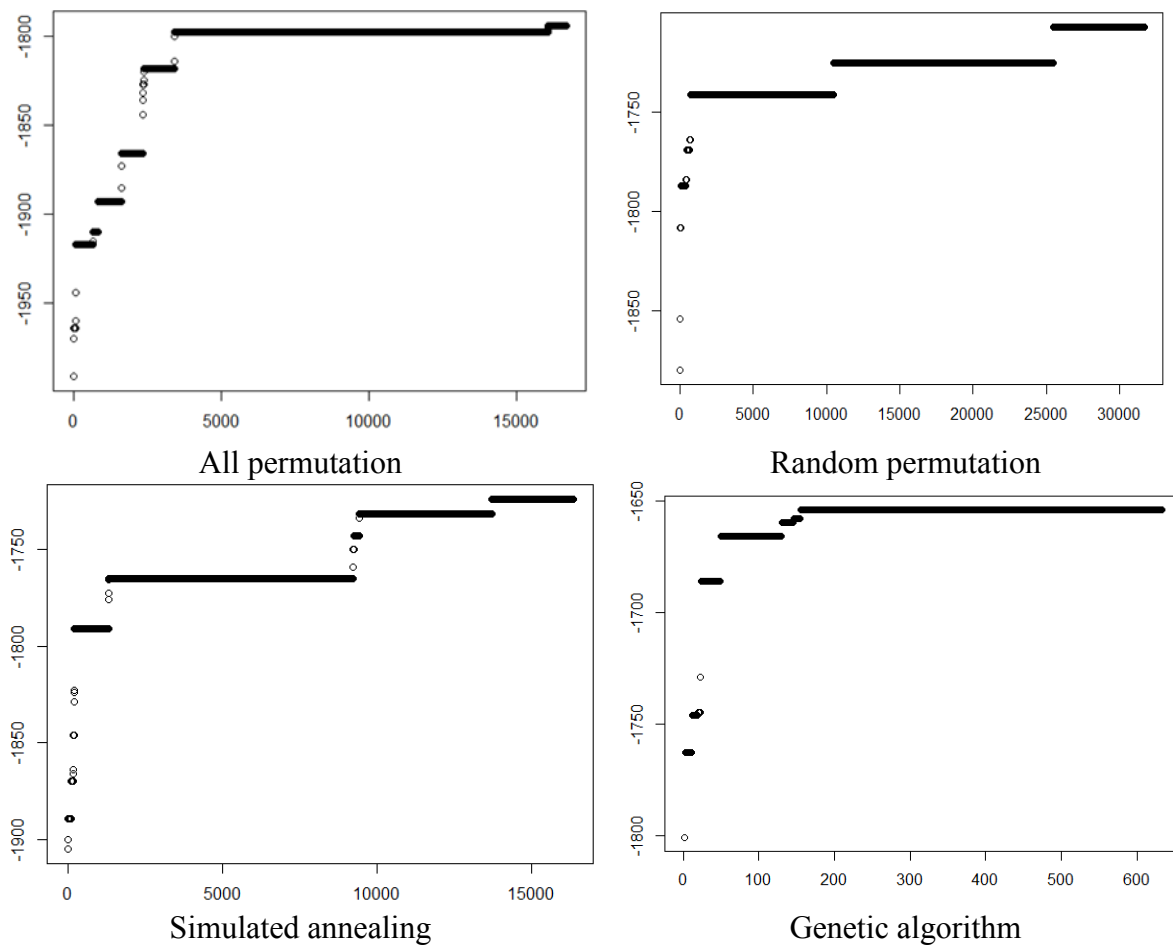 -1800
-1850
-1900
-1950
0 5000 10000 15000
All permutation
-1750
-1800
-1850
0 5000 10000 15000 20000 25000 30000
Random permutation
-1750
-1800
-1850
-1900
0 5000 10000 15000
Simulated annealing
-1650
-1700
-1750
-1800
0 100 200 300 400 500 600
Genetic algorithm